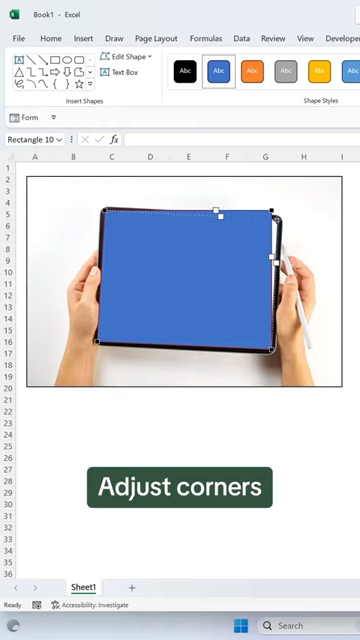 Book1 - Excel
File Home Insert Draw Page Layout Formulas Data Review View Developer
Edit Shape
Text Box
Abc Abc Abc Abc Abc Abc
Insert Shapes
Shape Styles
Form
Rectangle 10
fx
A B C D E F G H I
1
2
3
4
5
6
7
8
9
10
11
12
13
14
15
16
17
18
19
20
21
22
23
24
25
26
27
28
29
30
31
32
33
34
35
36
Adjust corners
Sheet1
Ready Accessibility: Investigate
Search